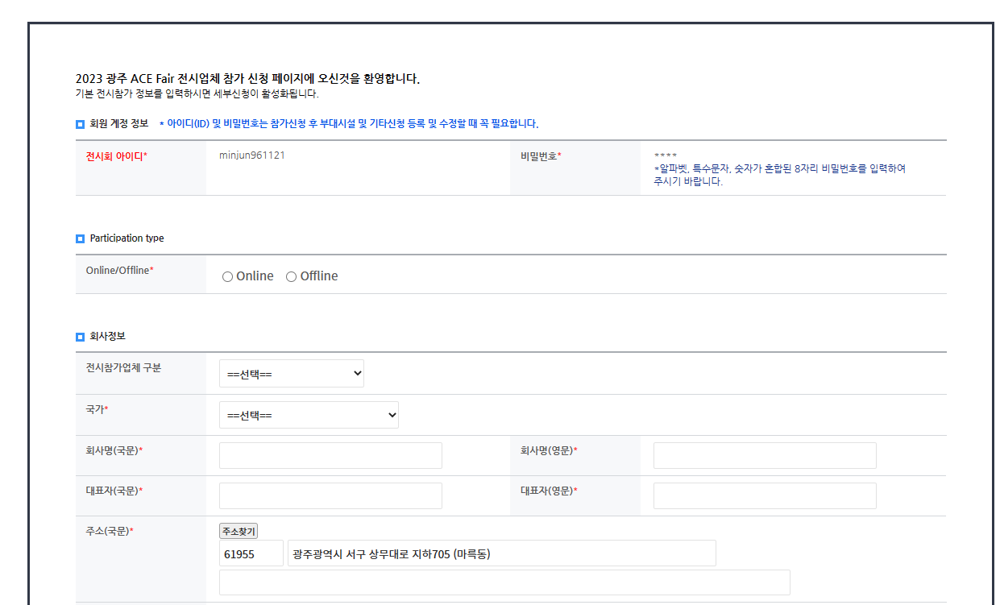 2023 광주 ACE Fair 전시업체 참가 신청 페이지에 오신것을 환영합니다.
기본 전시참가 정보를 입력하시면 세부신청이 활성화됩니다.
회원 계정 정보 * 아이디(ID) 및 비밀번호는 참가신청 후 부대시설 및 기타신청 등록 및 수정할 때 꼭 필요합니다.
전시회 아이디* minjun961121 비밀번호* ****
*알파벳, 특수문자, 숫자가 혼합된 8자리 비밀번호를 입력하여
주시기 바랍니다.
Participation type
Online/Offline* Online Offline
회사정보
전시참가업체 구분 ==선택==
국가* ==선택==
회사명(국문)* 회사명(영문)*
대표자(국문)* 대표자(영문)*
주소(국문)* 주소찾기
61955 광주광역시 서구 상무대로 지하705 (마륵동)